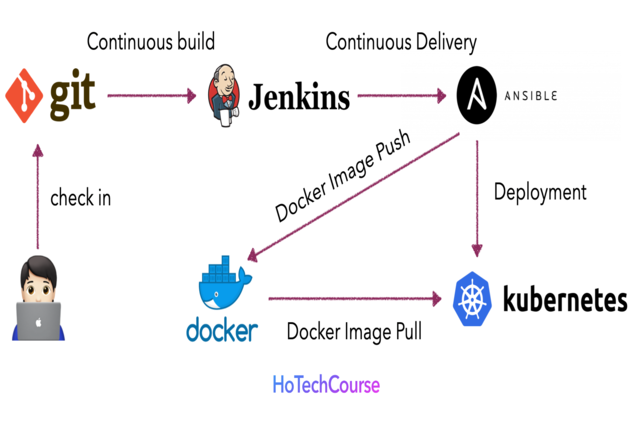 Continuous build
Continuous Delivery
git
Jenkins
A ANSIBLE
Docker Image Push
check in
Deployment
docker
Docker Image Pull
kubernetes
HoTechCourse